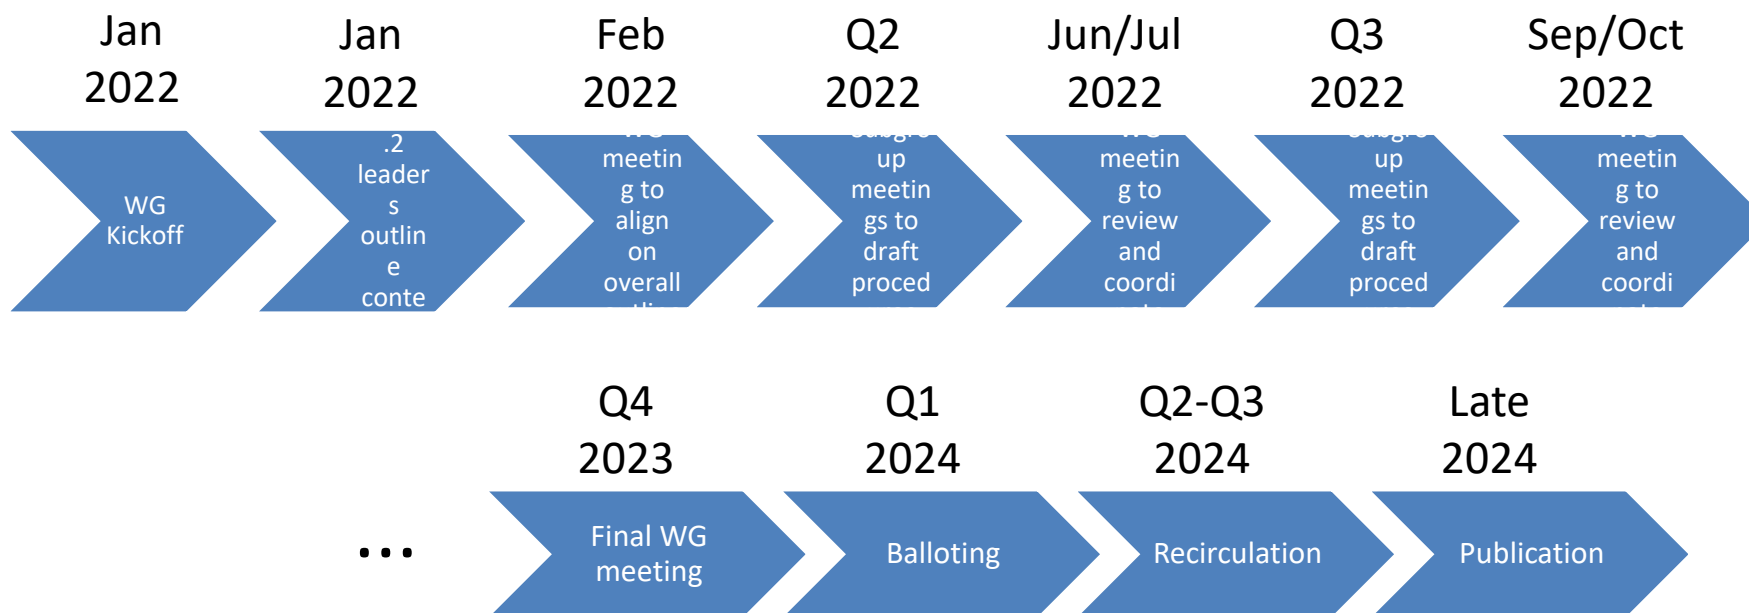 Jan
2022
Jan
2022
Feb
2022
Q2
2022
Jun/Jul
2022
Q3
2022
Sep/Oct
2022
WG
Kickoff
.2
leader
s
outlin
e
conte
WG
meetin
g to
align
on
overall
up
meetin
gs to
draft
proced
WG
meetin
g to
review
and
coordi
up
meetin
gs to
draft
proced
WG
meetin
g to
review
and
coordi
...
Q4
2023
Q1
2024
Q2-Q3
2024
Late
2024
Final WG
meeting
Balloting
Recirculation
Publication